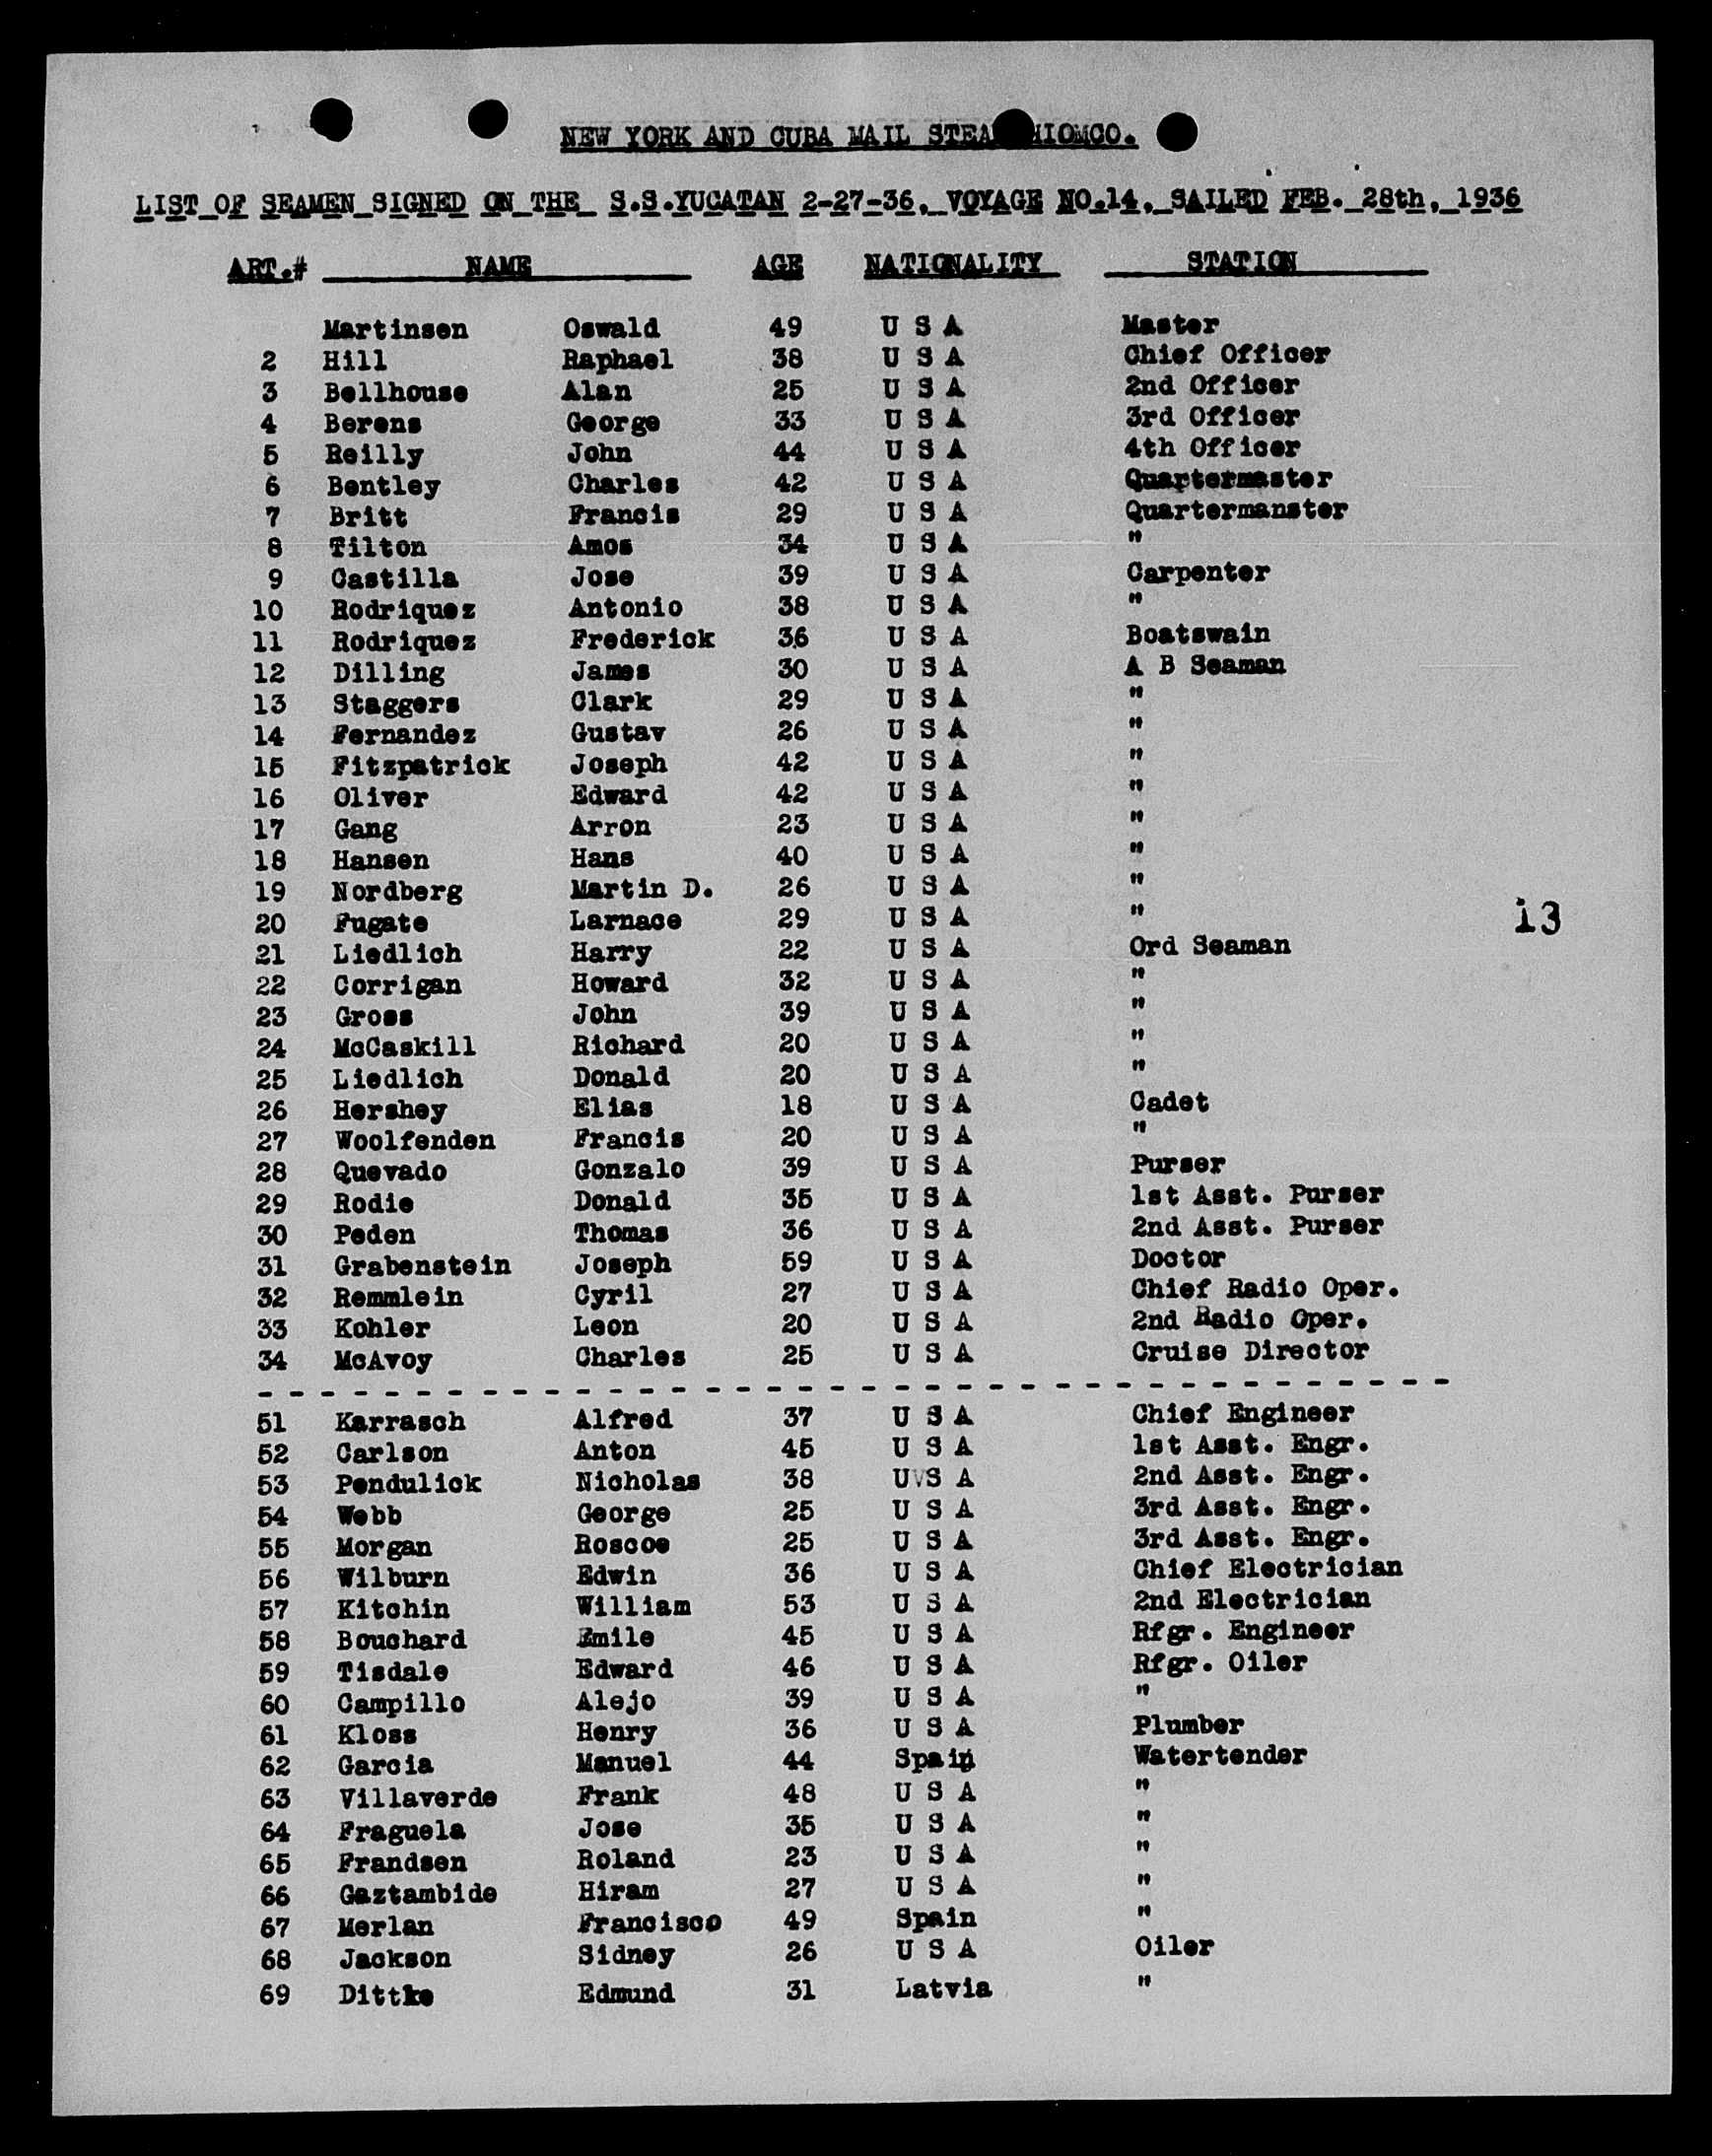 NEW YORK AND CUBA MAIL STEA CO.
LIST OF SEAMEN SIGNED ON THE S.S.YUCATAN 2-27-36, VOYAGE NO.14, SAILED FEB. 28th, 1936
ART.# NAME AGE NATIONALITY STATION
Martinsen Oswald 49 U S A Master
2 Hill Raphael 38 U S A Chief Officer
3 Bellhouse Alan 25 U S A 2nd Officer
4 Berens George 33 U S A 3rd Officer
5 Reilly John 44 U S A 4th Officer
6 Bentley Charles 42 U S A Quartermaster
7 Britt Francis 29 U S A Quartermanster
8 Tilton Amos 34 U S A "
9 Castilla Jose 39 U S A Carpenter
10 Rodriquez Antonio 38 U S A "
11 Rodriquez Frederick 36 U S A Boatswain
12 Dilling James 30 U S A A B Seaman
13 Staggers Clark 29 U S A "
14 Fernandez Gustav 26 U S A "
15 Fitzpatrick Joseph 42 U S A "
16 Oliver Edward 42 U S A "
17 Gang Arron 23 U S A "
18 Hansen Hans 40 U S A "
19 Nordberg Martin D. 26 U S A "
20 Fugate Larnace 29 U S A "
13
21 Liedlich Harry 22 U S A Ord Seaman
22 Corrigan Howard 32 U S A "
23 Gross John 39 U S A "
24 McCaskill Richard 20 U S A "
25 Liedlich Donald 20 U S A "
26 Hershey Elias 18 U S A Cadet
27 Woolfenden Francis 20 U S A "
28 Quevado Gonzalo 39 U S A Purser
29 Rodie Donald 35 U S A 1st Asst. Purser
30 Peden Thomas 36 U S A 2nd Asst. Purser
31 Grabenstein Joseph 59 U S A Doctor
32 Remmlein Cyril 27 U S A Chief Radio Oper.
33 Kohler Leon 20 U S A 2nd Radio Oper.
34 McAvoy Charles 25 U S A Cruise Director
- - - - - - - - - - - - - - - - - - - - - - - - - - - - - - - - - - - - - -
51 Karrasch Alfred 37 U S A Chief Engineer
52 Carlson Anton 45 U S A 1st Asst. Engr.
53 Pendulick Nicholas 38 UVS A 2nd Asst. Engr.
54 Webb George 25 U S A 3rd Asst. Engr.
55 Morgan Roscoe 25 U S A 3rd Asst. Engr.
56 Wilburn Edwin 36 U S A Chief Electrician
57 Kitchin William 53 U S A 2nd Electrician
58 Bouchard Emile 45 U S A Rfgr. Engineer
59 Tisdale Edward 46 U S A Rfgr. Oiler
60 Campillo Alejo 39 U S A "
61 Kloss Henry 36 U S A Plumber
62 Garcia Manuel 44 Spain Watertender
63 Villaverde Frank 48 U S A "
64 Fraguela Jose 35 U S A "
65 Frandsen Roland 23 U S A "
66 Gaztambide Hiram 27 U S A "
67 Merlan Francisco 49 Spain "
68 Jackson Sidney 26 U S A Oiler
69 Dittke Edmund 31 Latvia "